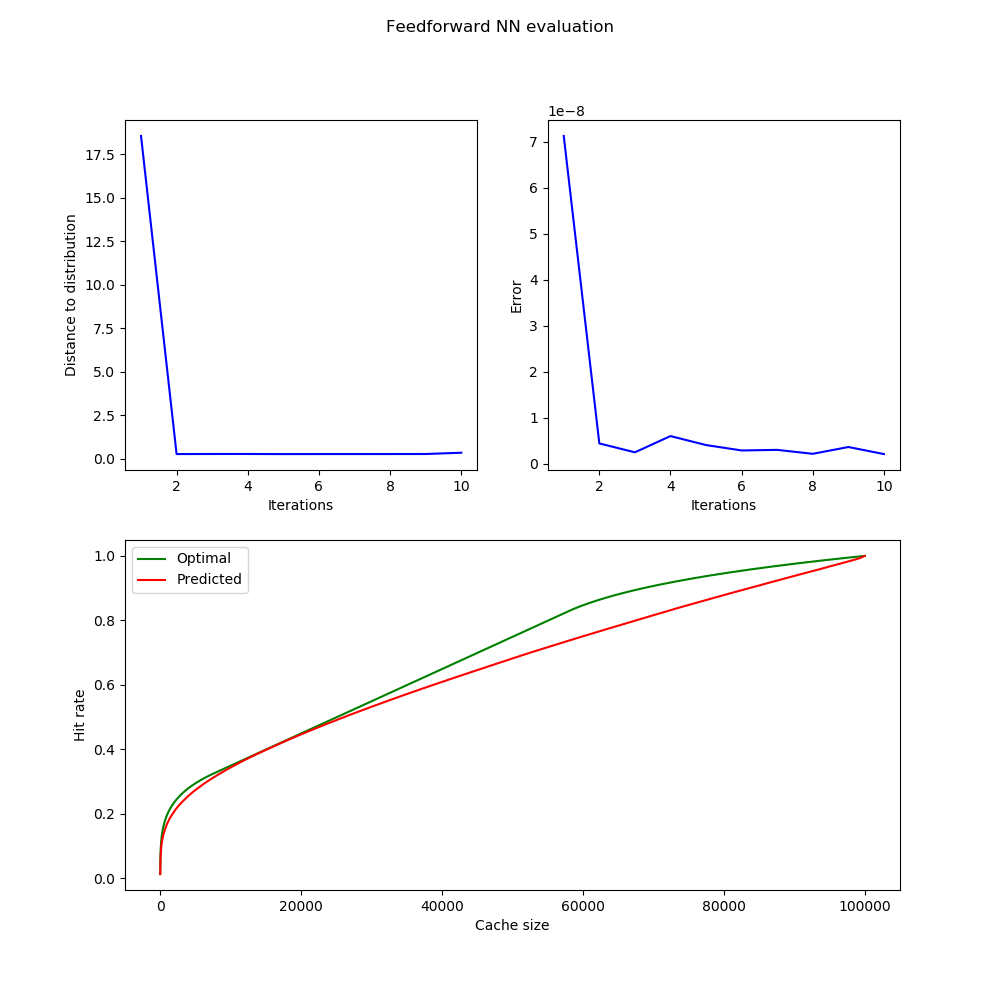 Feedforward NN evaluation
17.5
15.0
12.5
10.0
7.5
5.0
2.5
0.0
Distance to distribution
2 4 6 8 10
Iterations
1e−8
7
6
5
4
3
2
1
0
Error
2 4 6 8 10
Iterations
Optimal
Predicted
1.0
0.8
0.6
0.4
0.2
0.0
Hit rate
0 20000 40000 60000 80000 100000
Cache size